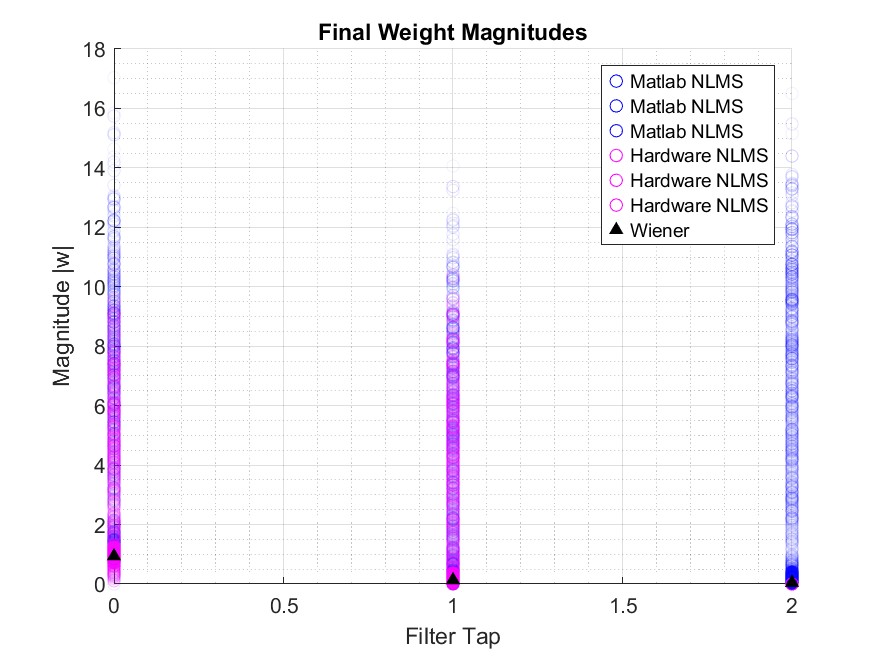 Final Weight Magnitudes
18
16
14
12
10
8
6
4
2
0
Magnitude |w|
Matlab NLMS
Matlab NLMS
Matlab NLMS
Hardware NLMS
Hardware NLMS
Hardware NLMS
Wiener
0 0.5 1 1.5 2
Filter Tap